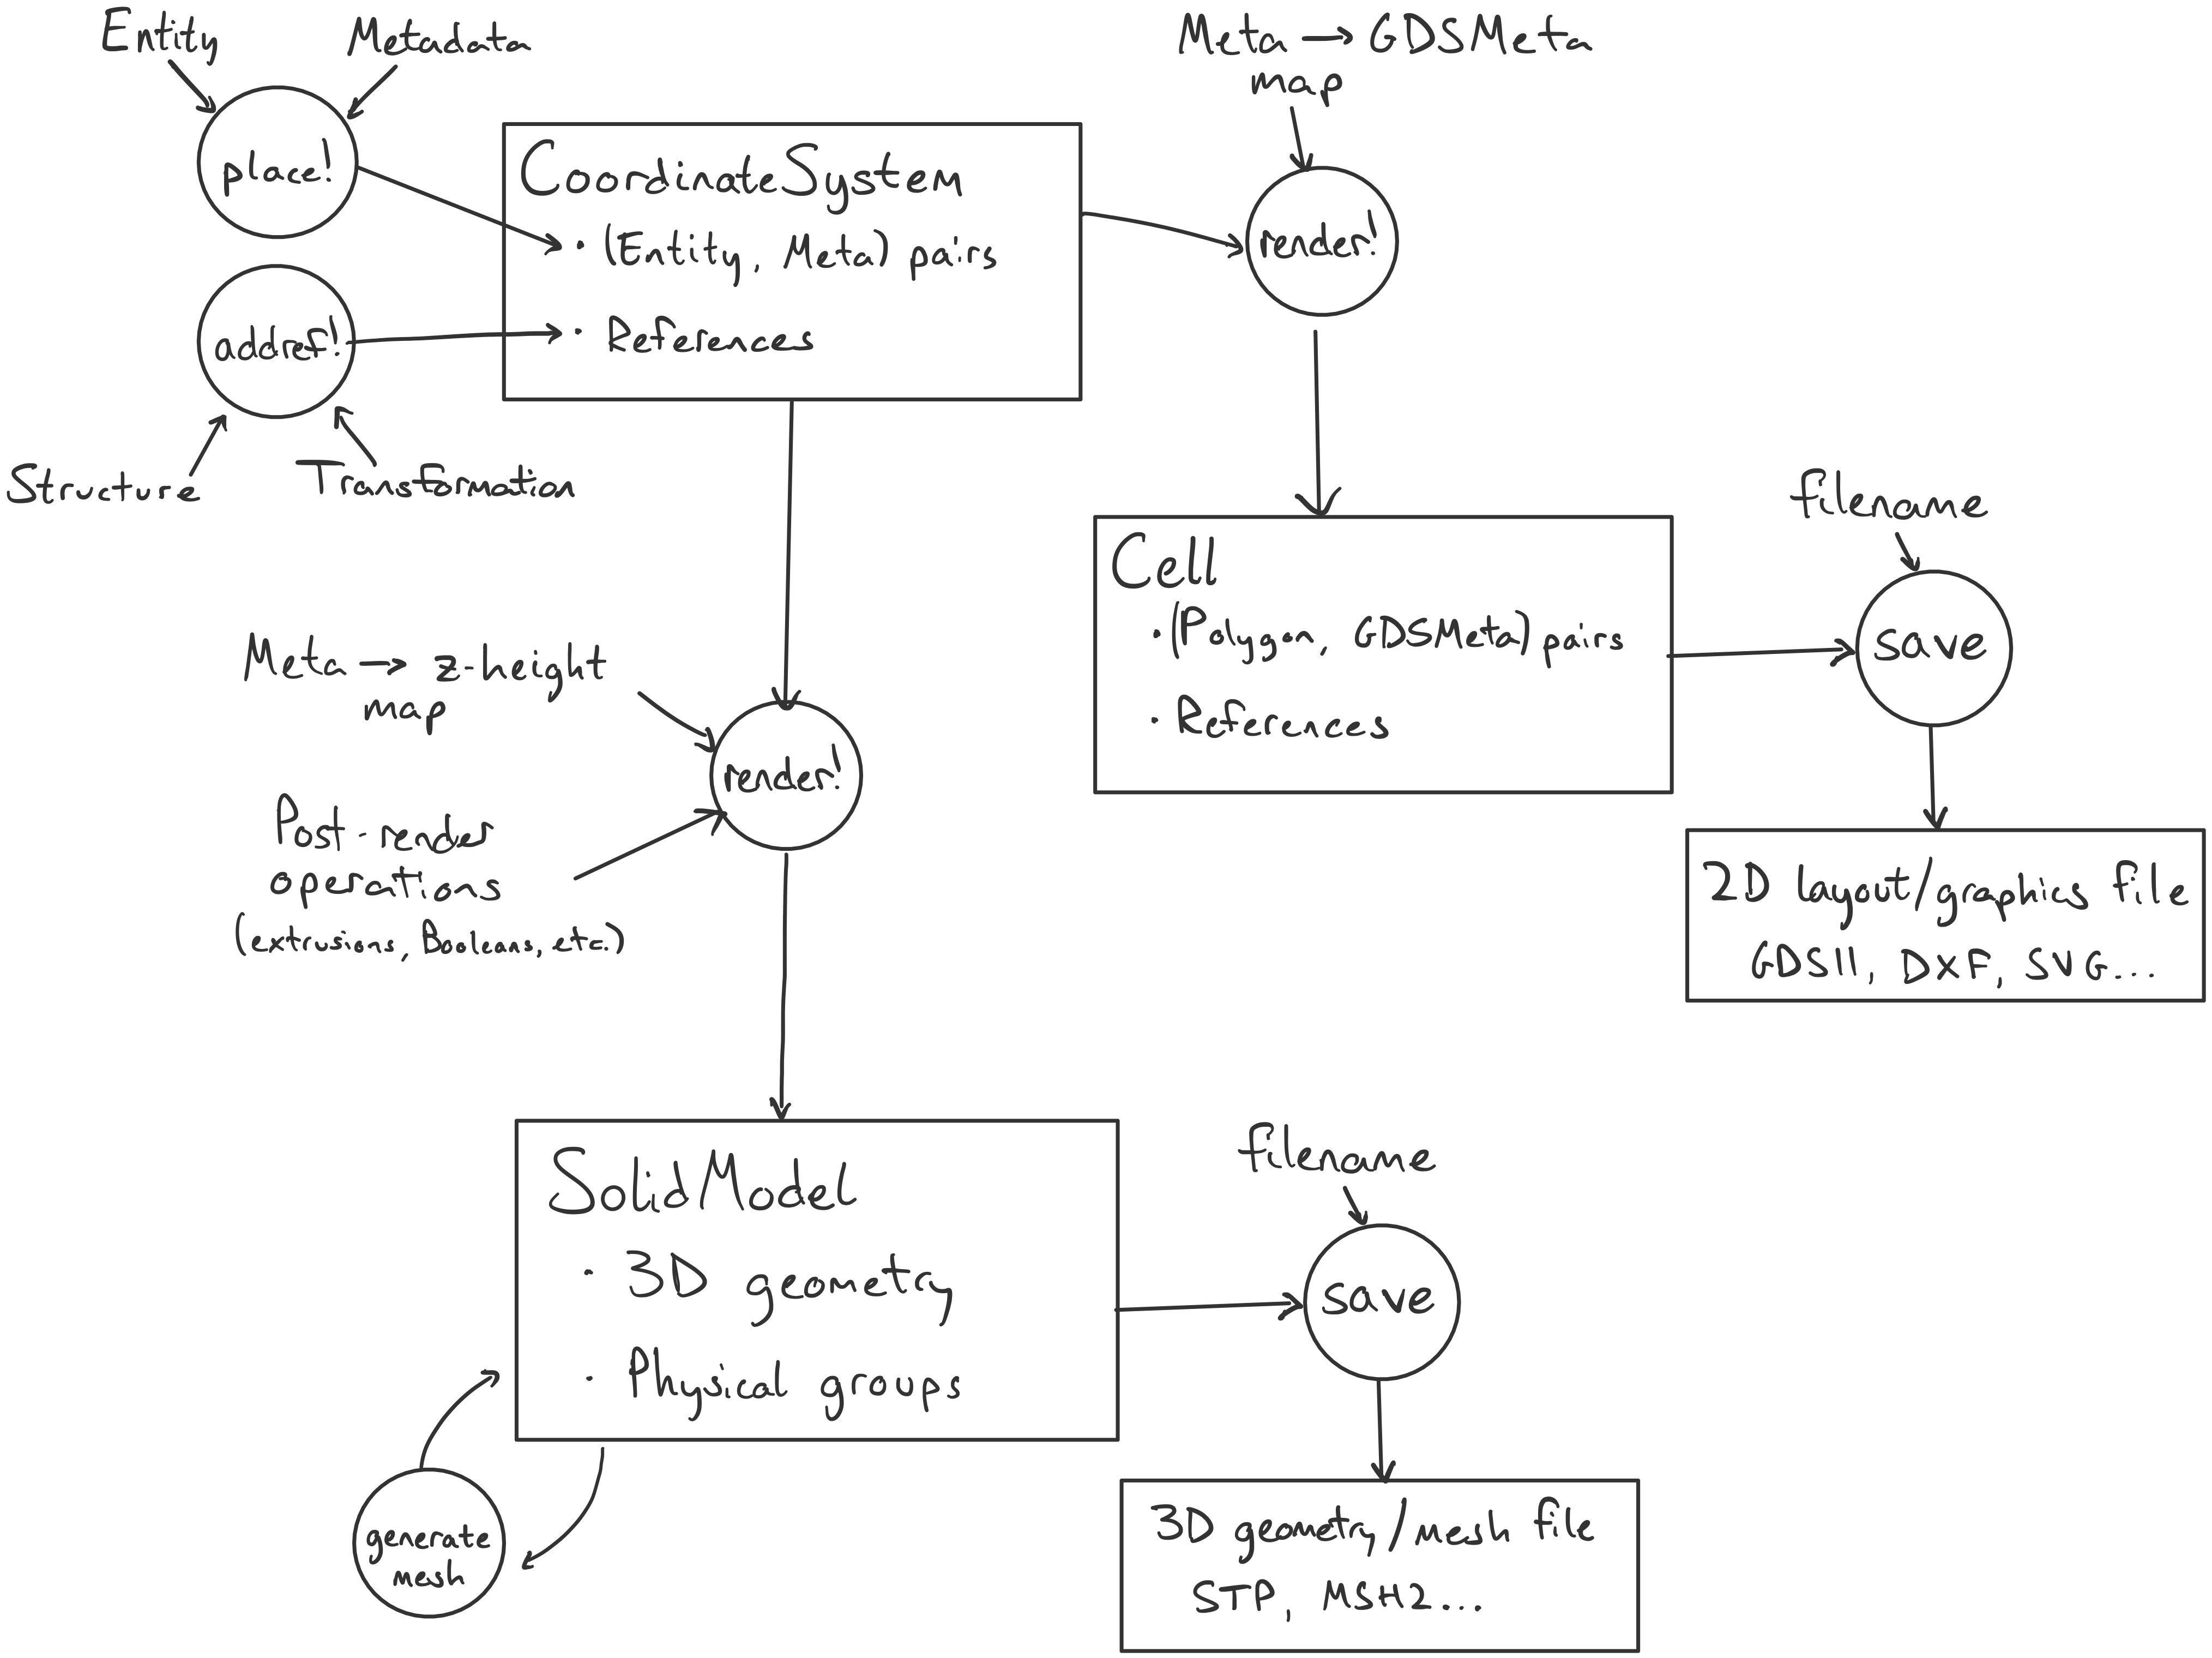 Entity
Metadata
place!
addref!
Structure
Transformation
CoordinateSystem
· (Entity, Meta) pairs
· References
Meta → GDSMeta
map
render!
Cell
· (Polygon, GDSMeta) pairs
· References
filename
save
2D layout/graphics file
GDSII, DXF, SVG...
Meta → z-height
map
Post-render
operations
(extrusions, Booleans, etc.)
render!
SolidModel
· 3D geometry
· Physical groups
generate
mesh
filename
save
3D geometry/mesh file
STP, MSH2...